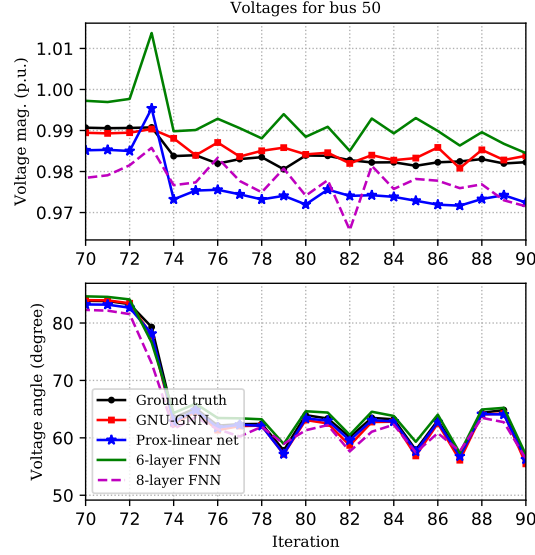 Voltages for bus 50
Voltage mag. (p.u.)
1.01
1.00
0.99
0.98
0.97
70 72 74 76 78 80 82 84 86 88 90
Voltage angle (degree)
80
70
60
50
Ground truth
GNU-GNN
Prox-linear net
6-layer FNN
8-layer FNN
70 72 74 76 78 80 82 84 86 88 90
Iteration